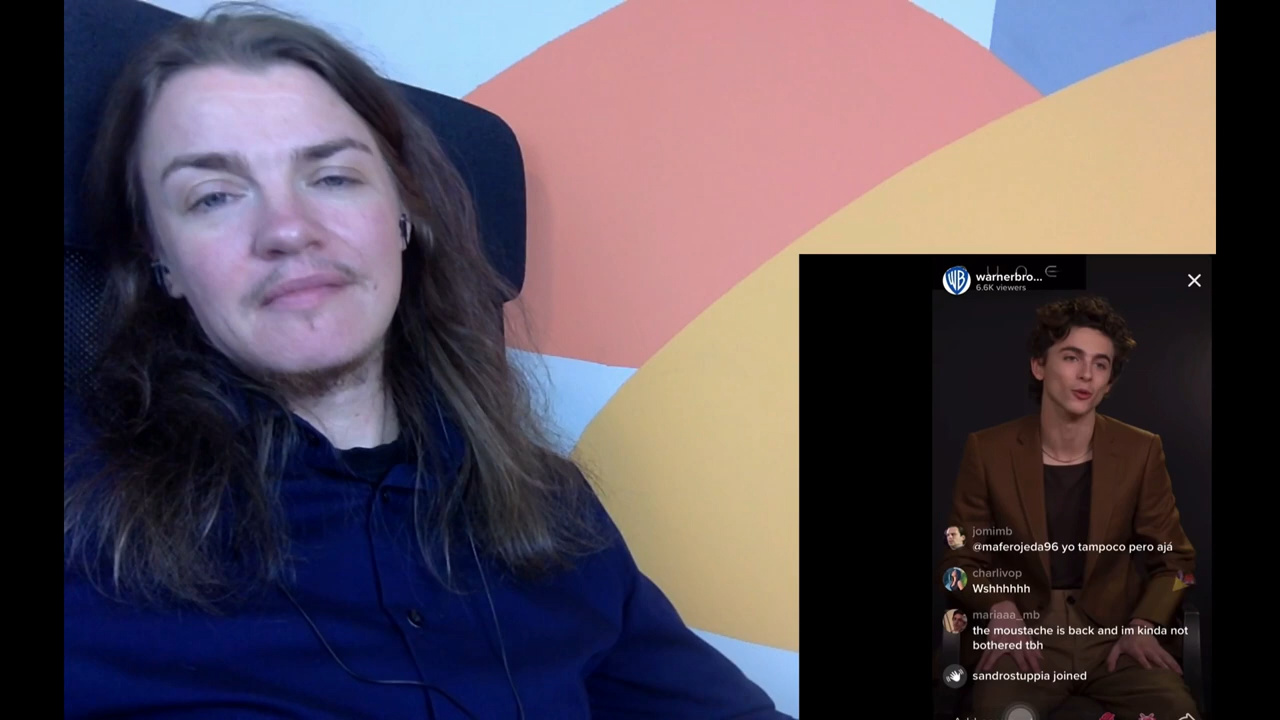 warnerbro...
6.6K viewers
jomimb
@maferojeda96 yo tampoco pero ajá
charlivop
Wshhhhhh
mariaaa_mb
the moustache is back and im kinda not
bothered tbh
sandrostuppia joined